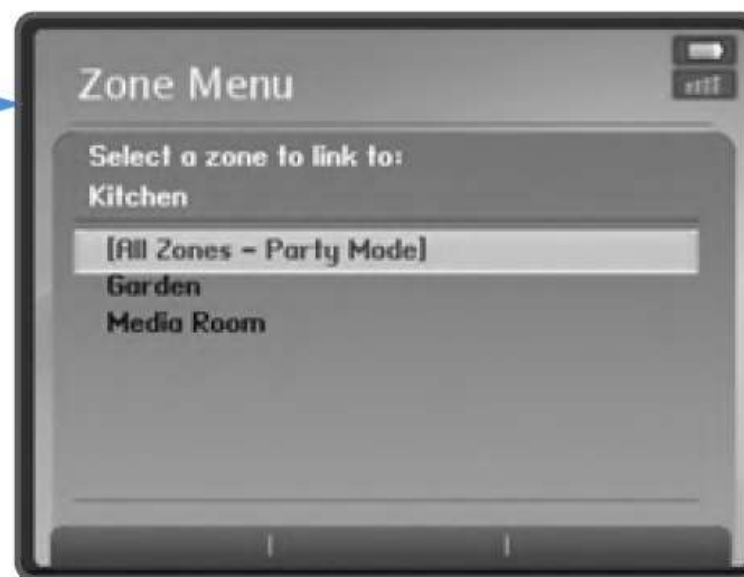 Zone Menu
Select a zone to link to:
Kitchen
[All Zones – Party Mode]
Garden
Media Room